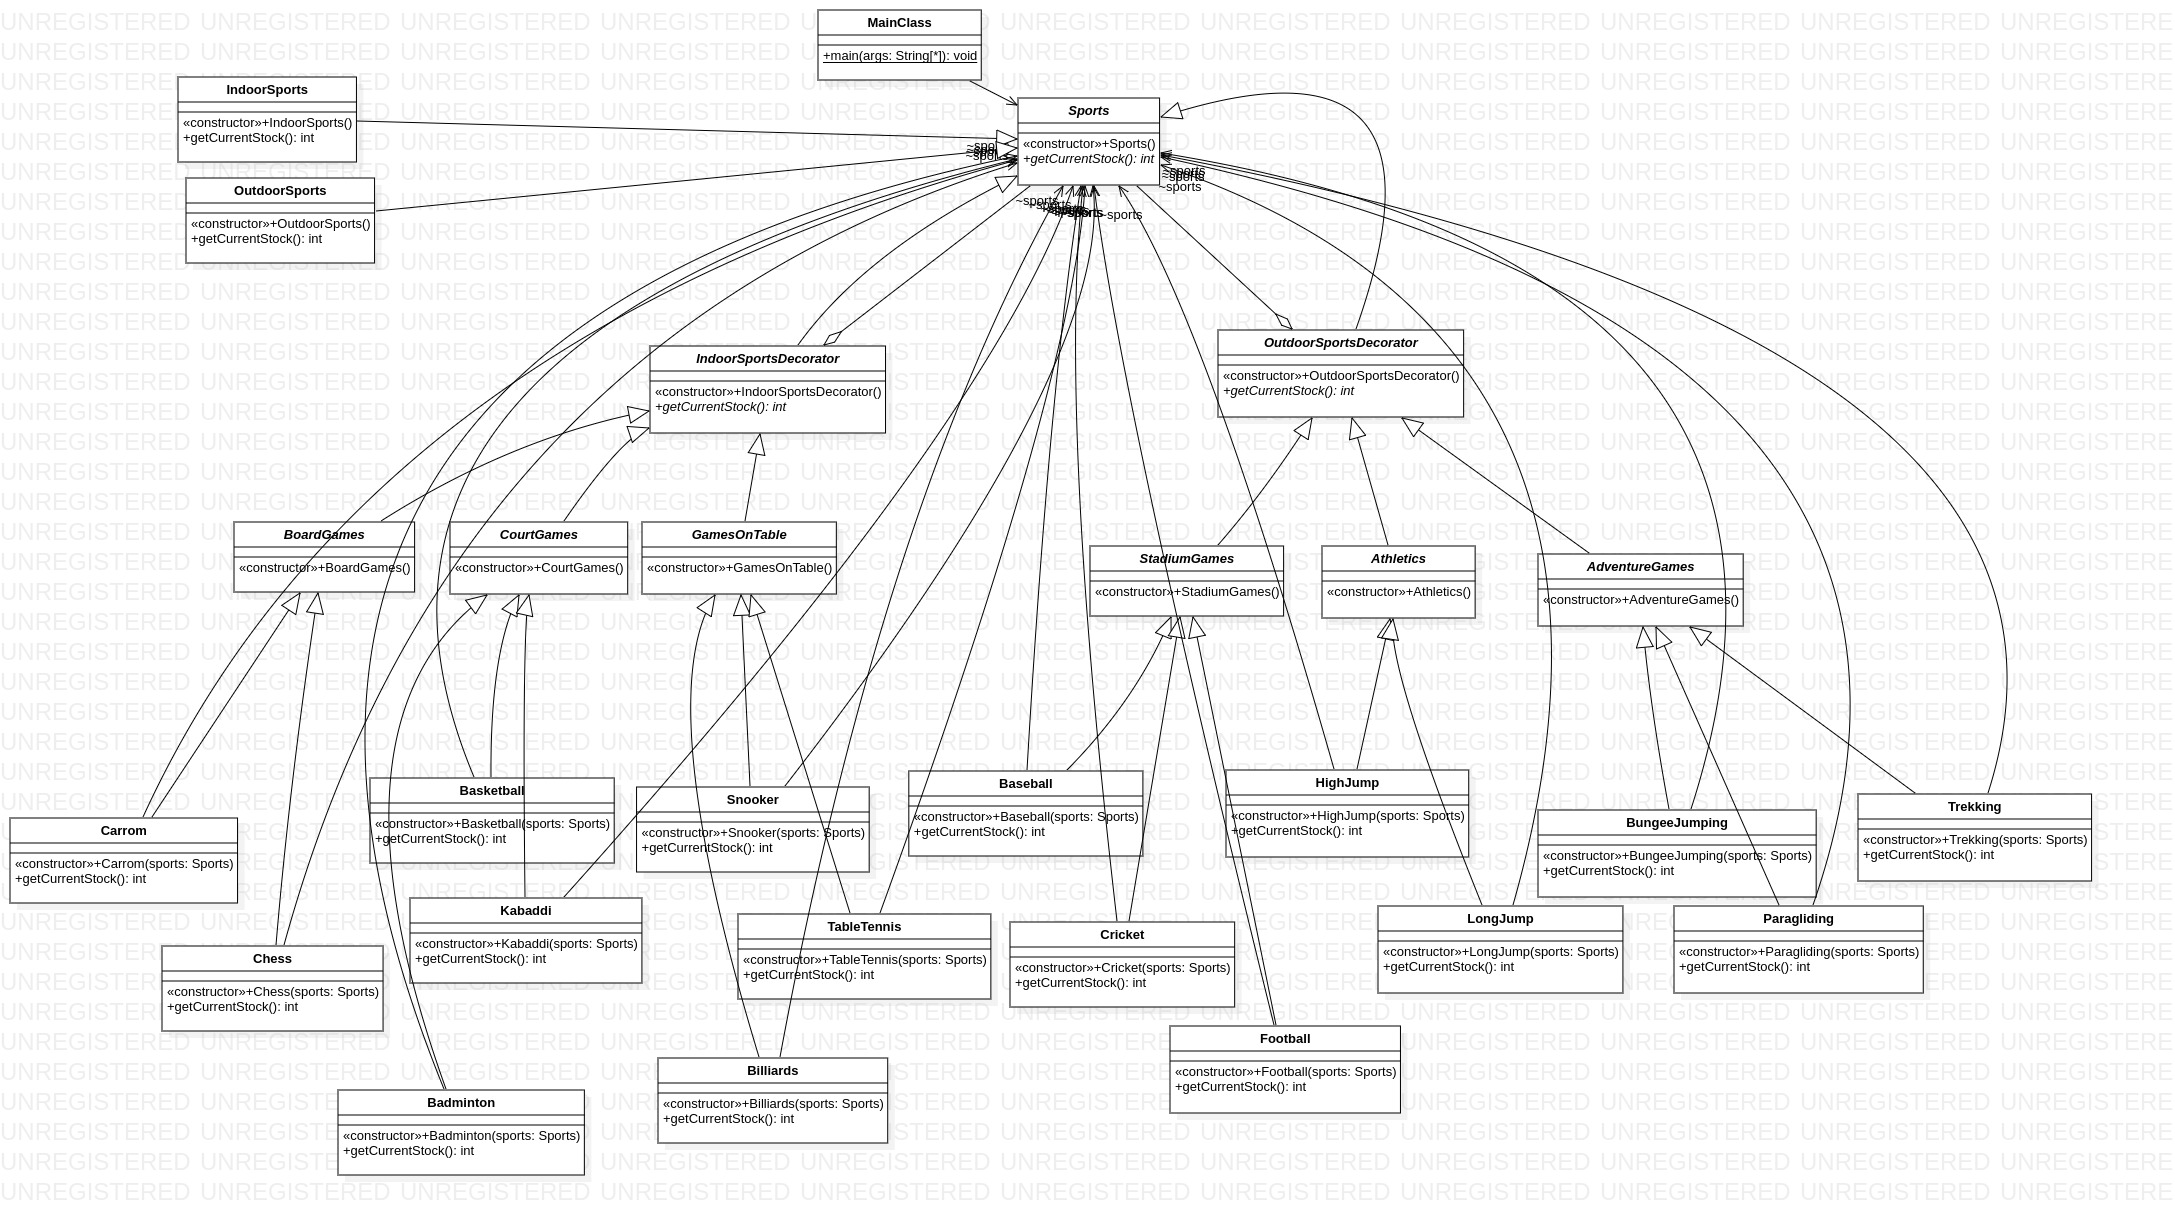 MainClass
+main(args: String[*]): void
IndoorSports
«constructor»+IndoorSports()
+getCurrentStock(): int
Sports
«constructor»+Sports()
+getCurrentStock(): int
OutdoorSports
«constructor»+OutdoorSports()
+getCurrentStock(): int
~sports
~sports
~sports
~sports
~sports
~sports
~sports
~sports
IndoorSportsDecorator
«constructor»+IndoorSportsDecorator()
+getCurrentStock(): int
OutdoorSportsDecorator
«constructor»+OutdoorSportsDecorator()
+getCurrentStock(): int
BoardGames
«constructor»+BoardGames()
CourtGames
«constructor»+CourtGames()
GamesOnTable
«constructor»+GamesOnTable()
StadiumGames
«constructor»+StadiumGames()
Athletics
«constructor»+Athletics()
AdventureGames
«constructor»+AdventureGames()
Carrom
«constructor»+Carrom(sports: Sports)
+getCurrentStock(): int
Basketball
«constructor»+Basketball(sports: Sports)
+getCurrentStock(): int
Snooker
«constructor»+Snooker(sports: Sports)
+getCurrentStock(): int
Baseball
«constructor»+Baseball(sports: Sports)
+getCurrentStock(): int
HighJump
«constructor»+HighJump(sports: Sports)
+getCurrentStock(): int
BungeeJumping
«constructor»+BungeeJumping(sports: Sports)
+getCurrentStock(): int
Trekking
«constructor»+Trekking(sports: Sports)
+getCurrentStock(): int
Chess
«constructor»+Chess(sports: Sports)
+getCurrentStock(): int
Kabaddi
«constructor»+Kabaddi(sports: Sports)
+getCurrentStock(): int
TableTennis
«constructor»+TableTennis(sports: Sports)
+getCurrentStock(): int
Cricket
«constructor»+Cricket(sports: Sports)
+getCurrentStock(): int
LongJump
«constructor»+LongJump(sports: Sports)
+getCurrentStock(): int
Paragliding
«constructor»+Paragliding(sports: Sports)
+getCurrentStock(): int
Badminton
«constructor»+Badminton(sports: Sports)
+getCurrentStock(): int
Billiards
«constructor»+Billiards(sports: Sports)
+getCurrentStock(): int
Football
«constructor»+Football(sports: Sports)
+getCurrentStock(): int
UNREGISTERED